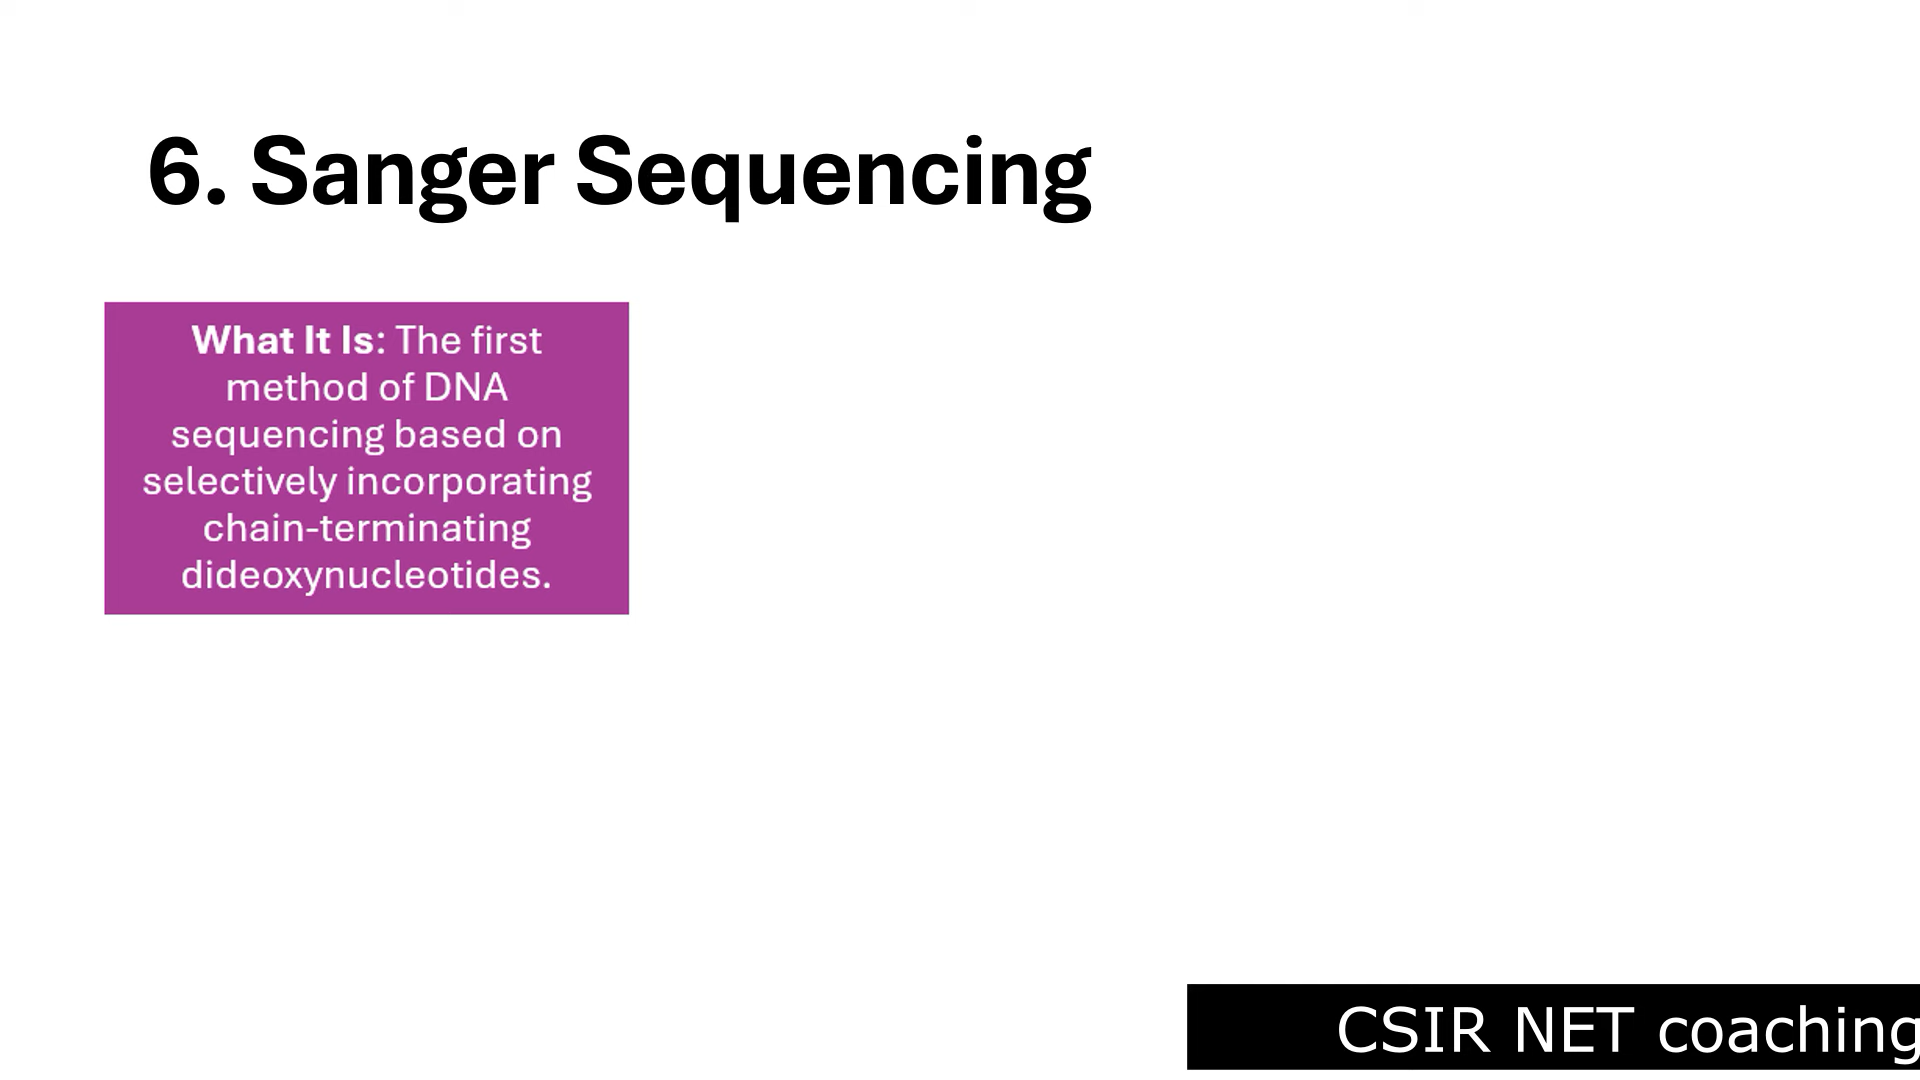 6. Sanger Sequencing
What It Is: The first
method of DNA
sequencing based on
selectively incorporating
chain-terminating
dideoxynucleotides.
CSIR NET coaching